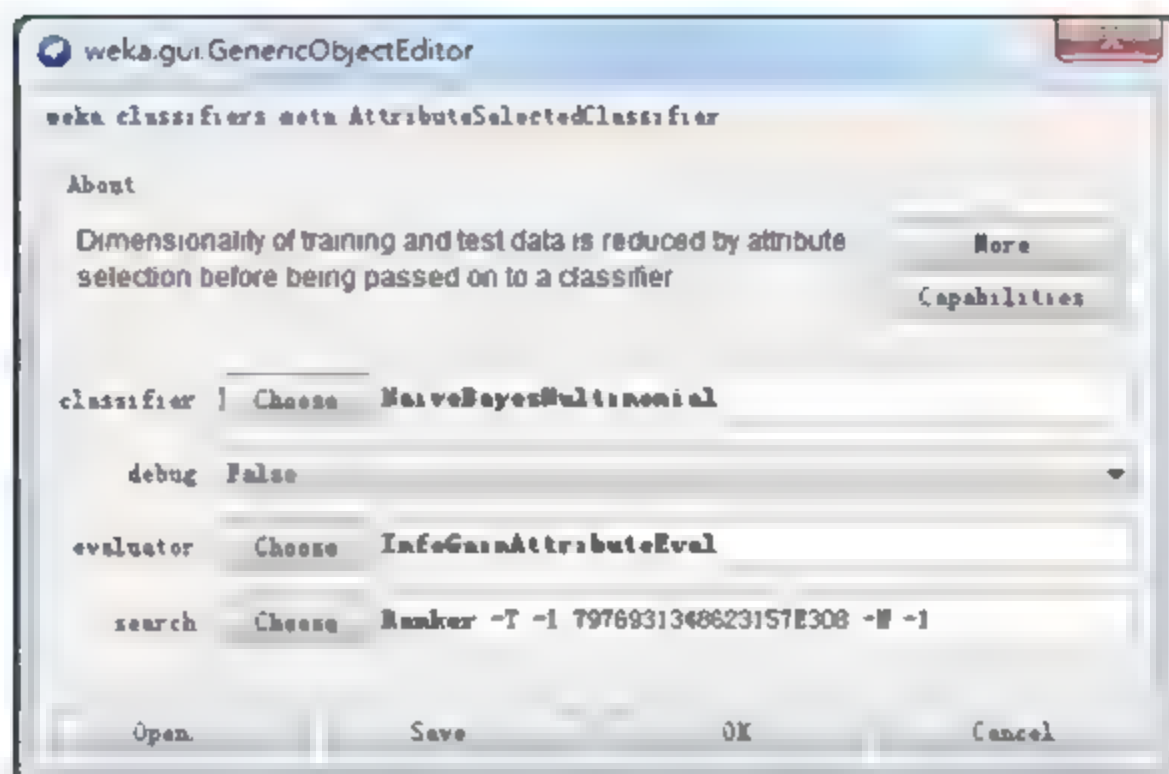 weka.gui.GenericObjectEditor
weka classifiers meta AttributeSelectedClassifier
About
Dimensionality of training and test data is reduced by attribute
selection before being passed on to a classifier
More
Capabilities
classifier Choose NaiveBayesMultinomial
debug False
evaluator Choose InfoGainAttributeEval
search Choose Ranker -T -1 7976931348623157E308 -N -1
Open. Save OK Cancel